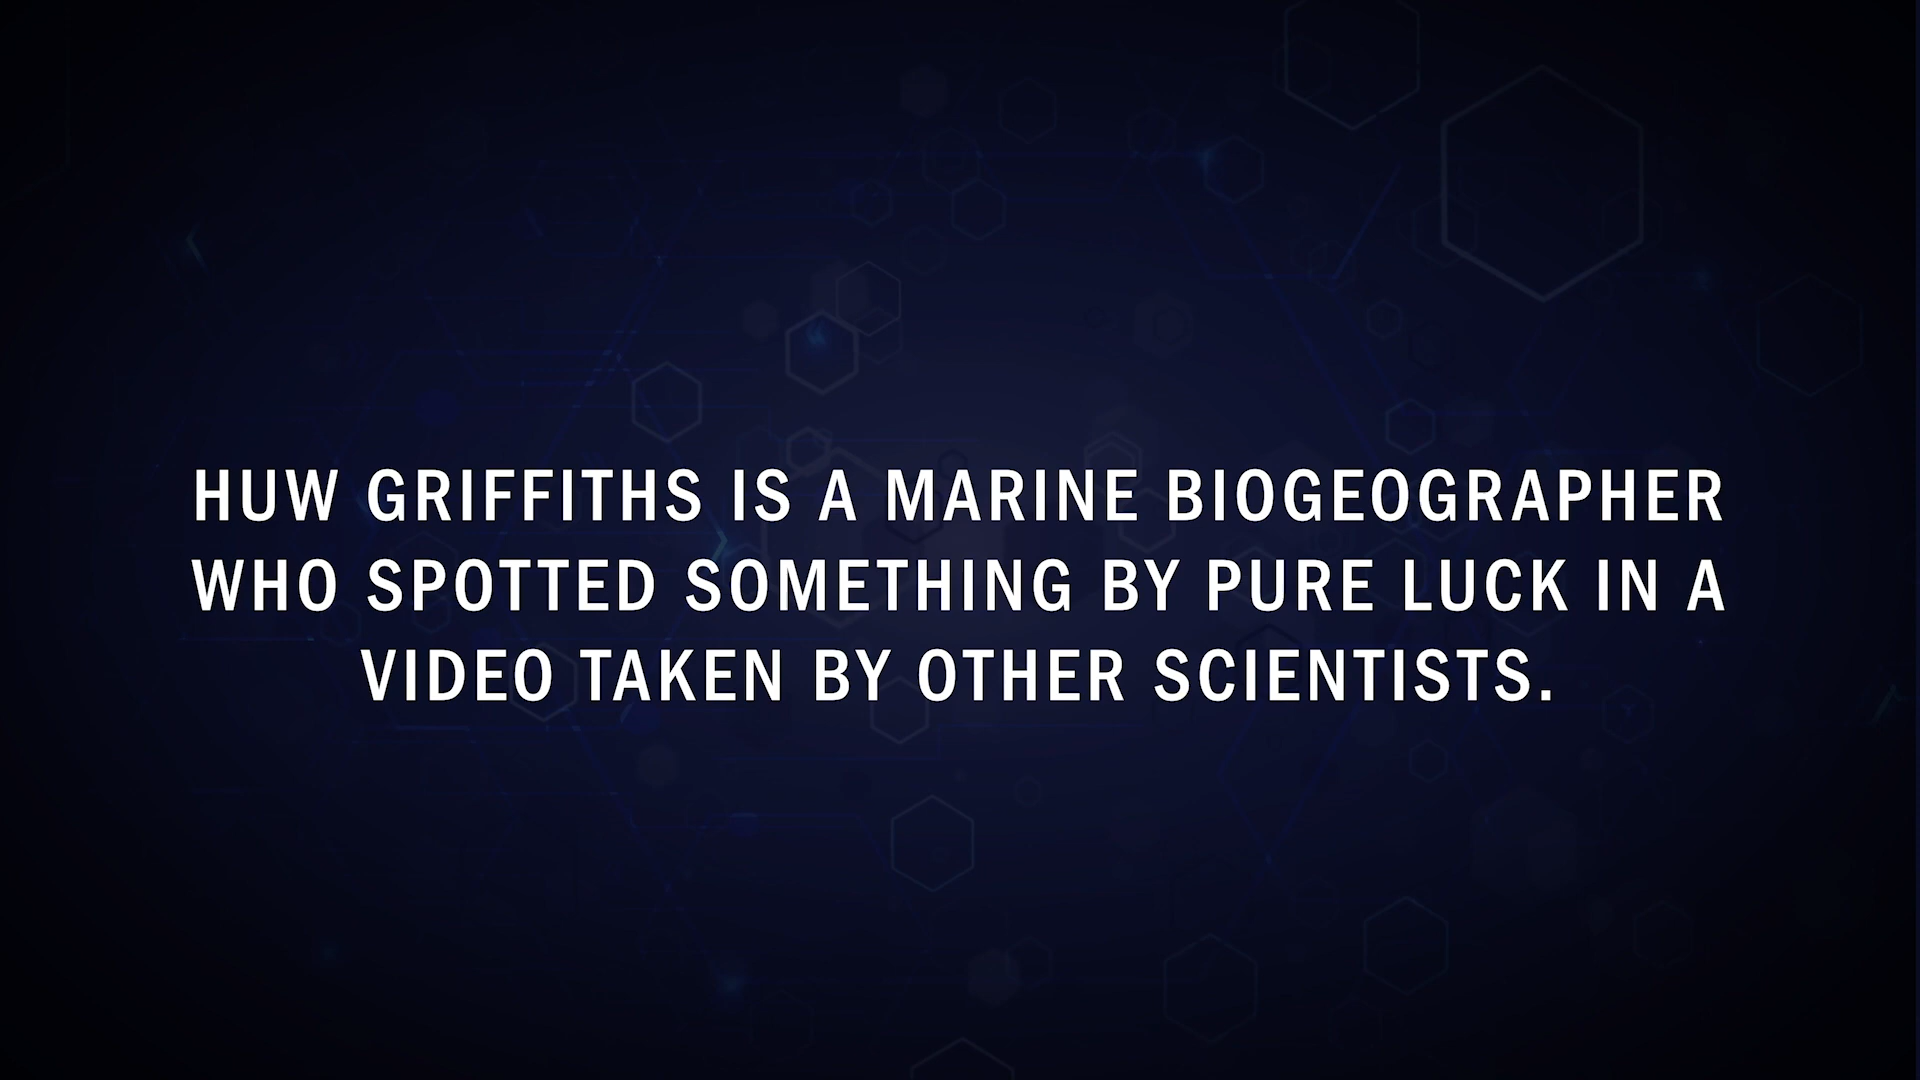 HUW GRIFFITHS IS A MARINE BIOGEOGRAPHER
WHO SPOTTED SOMETHING BY PURE LUCK IN A
VIDEO TAKEN BY OTHER SCIENTISTS.